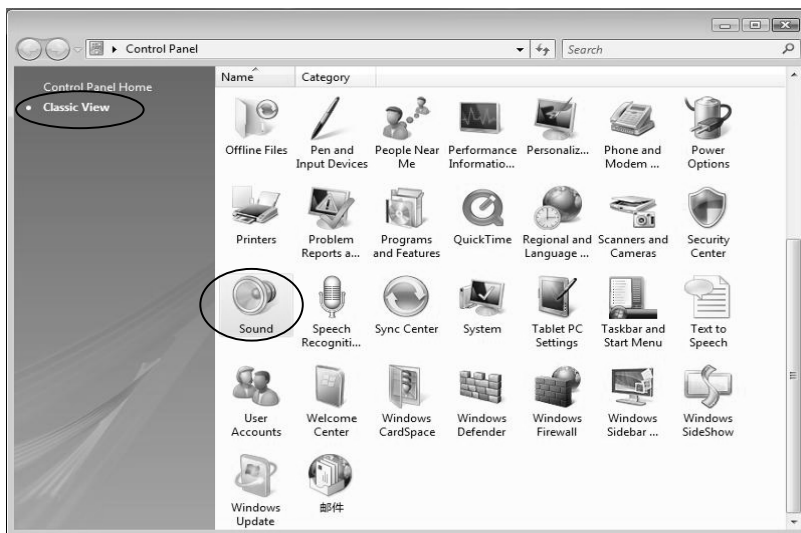 Control Panel
Search
Control Panel Home
Classic View
Name Category
Offline Files
Pen and
Input Devices
People Near
Me
Performance
Informatio...
Personaliz...
Phone and
Modem ...
Power
Options
Printers
Problem
Reports a...
Programs
and Features
QuickTime
Regional and
Language ...
Scanners and
Cameras
Security
Center
Sound
Speech
Recogniti...
Sync Center
System
Tablet PC
Settings
Taskbar and
Start Menu
Text to
Speech
User
Accounts
Welcome
Center
Windows
CardSpace
Windows
Defender
Windows
Firewall
Windows
Sidebar ...
Windows
SideShow
Windows
Update
邮件